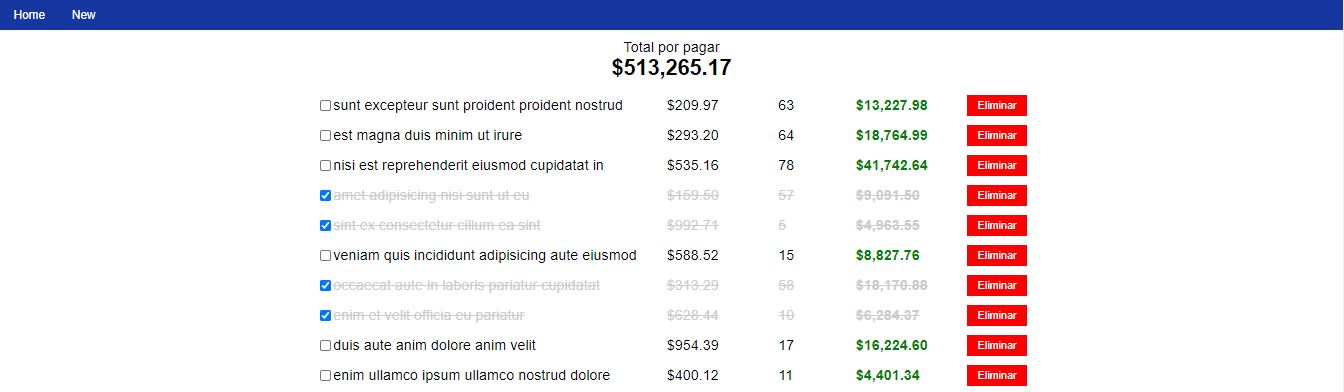 Home New
Total por pagar
$513,265.17
sunt excepteur sunt proident proident nostrud $209.97 63 $13,227.98 Eliminar
est magna duis minim ut irure $293.20 64 $18,764.99 Eliminar
nisi est reprehenderit eiusmod cupidatat in $535.16 78 $41,742.64 Eliminar
amet adipisicing nisi sunt ut eu $159.50 57 $9,091.50 Eliminar
sint ex consectetur cillum ea sint $992.71 5 $4,963.55 Eliminar
veniam quis incididunt adipisicing aute eiusmod $588.52 15 $8,827.76 Eliminar
occaecat aute in laboris pariatur cupidatat $313.29 58 $18,170.88 Eliminar
enim et velit officia eu pariatur $628.44 10 $6,284.37 Eliminar
duis aute anim dolore anim velit $954.39 17 $16,224.60 Eliminar
enim ullamco ipsum ullamco nostrud dolore $400.12 11 $4,401.34 Eliminar